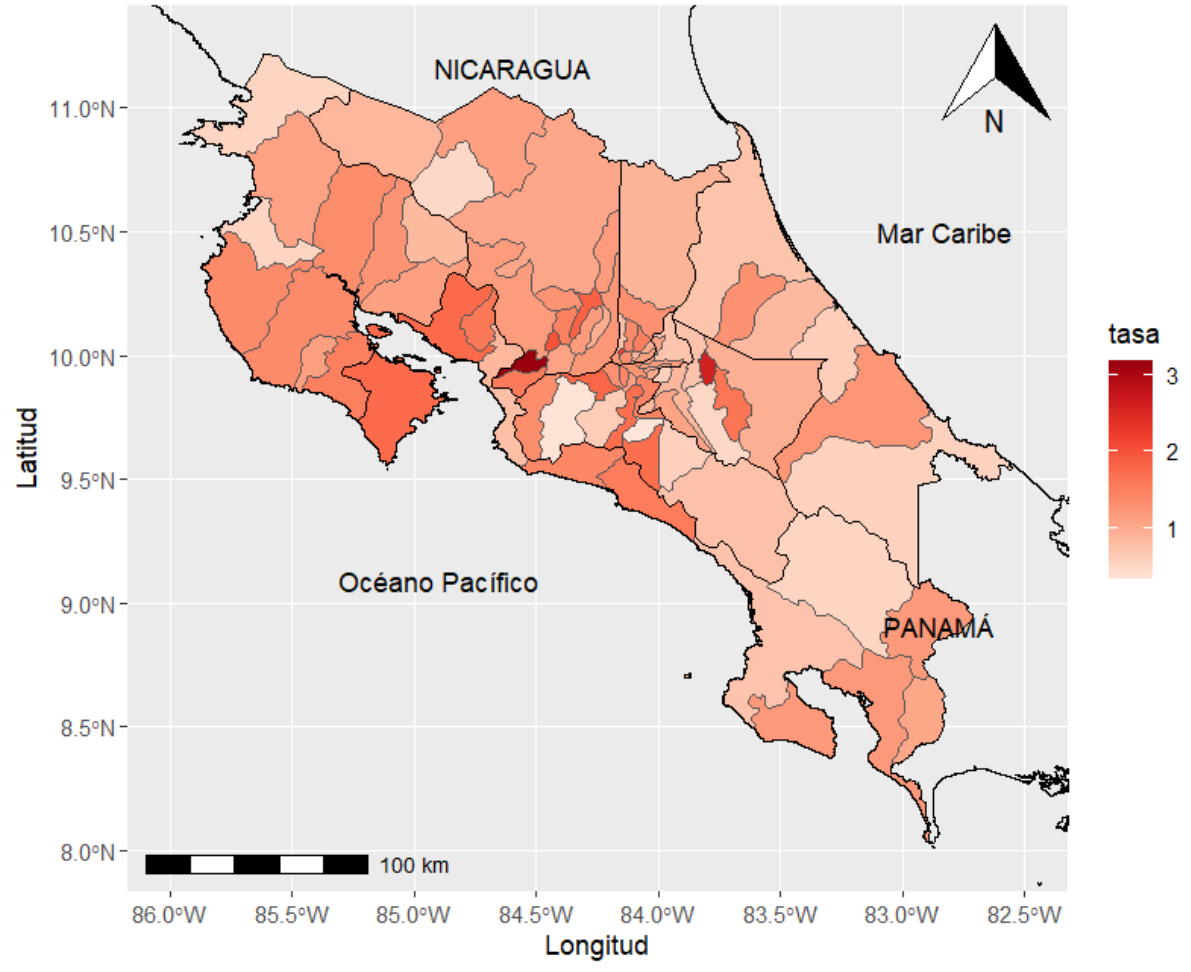 NICARAGUA
N
Mar Caribe
Océano Pacífico
PANAMÁ
100 km
11.0°N
10.5°N
10.0°N
9.5°N
9.0°N
8.5°N
8.0°N
Latitud
86.0°W 85.5°W 85.0°W 84.5°W 84.0°W 83.5°W 83.0°W 82.5°W
Longitud
tasa
3
2
1